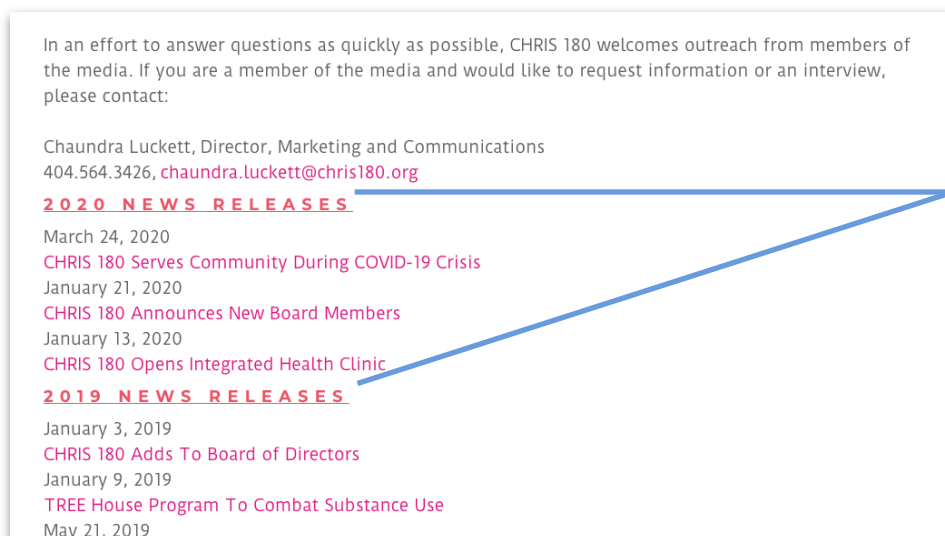 In an effort to answer questions as quickly as possible, CHRIS 180 welcomes outreach from members of
the media. If you are a member of the media and would like to request information or an interview,
please contact:
Chaundra Luckett, Director, Marketing and Communications
404.564.3426, chaundra.luckett@chris180.org
2020 NEWS RELEASES
March 24, 2020
CHRIS 180 Serves Community During COVID-19 Crisis
January 21, 2020
CHRIS 180 Announces New Board Members
January 13, 2020
CHRIS 180 Opens Integrated Health Clinic
2019 NEWS RELEASES
January 3, 2019
CHRIS 180 Adds To Board of Directors
January 9, 2019
TREE House Program To Combat Substance Use
May 21, 2019